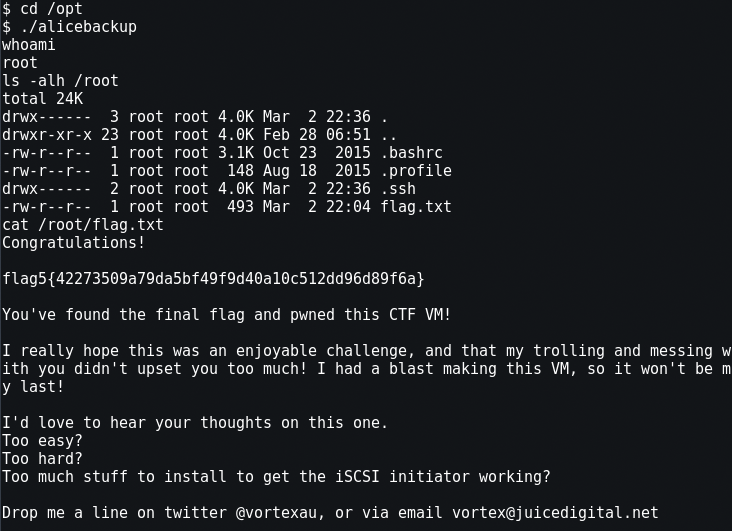 $ cd /opt
$ ./alicebackup
whoami
root
ls -alh /root
total 24K
drwx------  3 root root 4.0K Mar  2 22:36 .
drwxr-xr-x 23 root root 4.0K Feb 28 06:51 ..
-rw-r--r--  1 root root 3.1K Oct 23  2015 .bashrc
-rw-r--r--  1 root root  148 Aug 18  2015 .profile
drwx------  2 root root 4.0K Mar  2 22:36 .ssh
-rw-r--r--  1 root root  493 Mar  2 22:04 flag.txt
cat /root/flag.txt
Congratulations!

flag5{42273509a79da5bf49f9d40a10c512dd96d89f6a}

You've found the final flag and pwned this CTF VM!

I really hope this was an enjoyable challenge, and that my trolling and messing w
ith you didn't upset you too much! I had a blast making this VM, so it won't be m
y last!

I'd love to hear your thoughts on this one.
Too easy?
Too hard?
Too much stuff to install to get the iSCSI initiator working?

Drop me a line on twitter @vortexau, or via email vortex@juicedigital.net